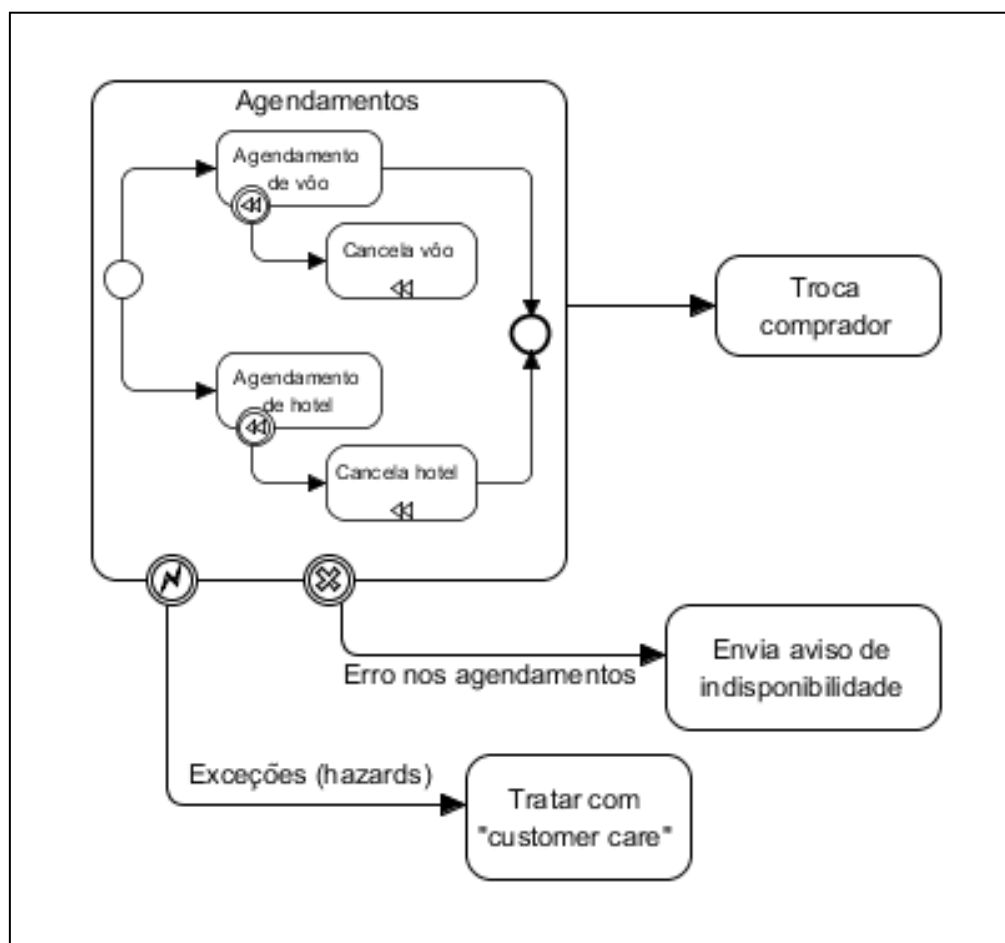 Agendamentos
Agendamento
de vôo
Cancela vôo
Agendamento
de hotel
Cancela hotel
Troca
comprador
Erro nos agendamentos
Envia aviso de
indisponibilidade
Exceções (hazards)
Tratar com
"customer care"